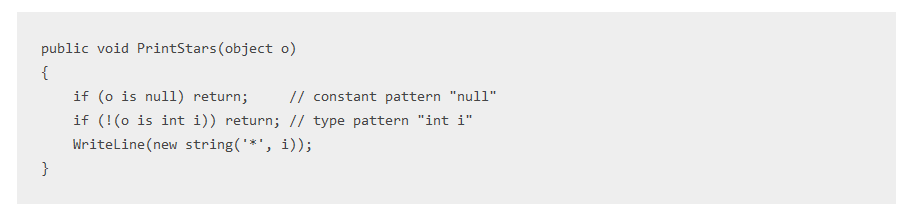 public void PrintStars(object o)
{
    if (o is null) return;     // constant pattern "null"
    if (!(o is int i)) return; // type pattern "int i"
    WriteLine(new string('*', i));
}